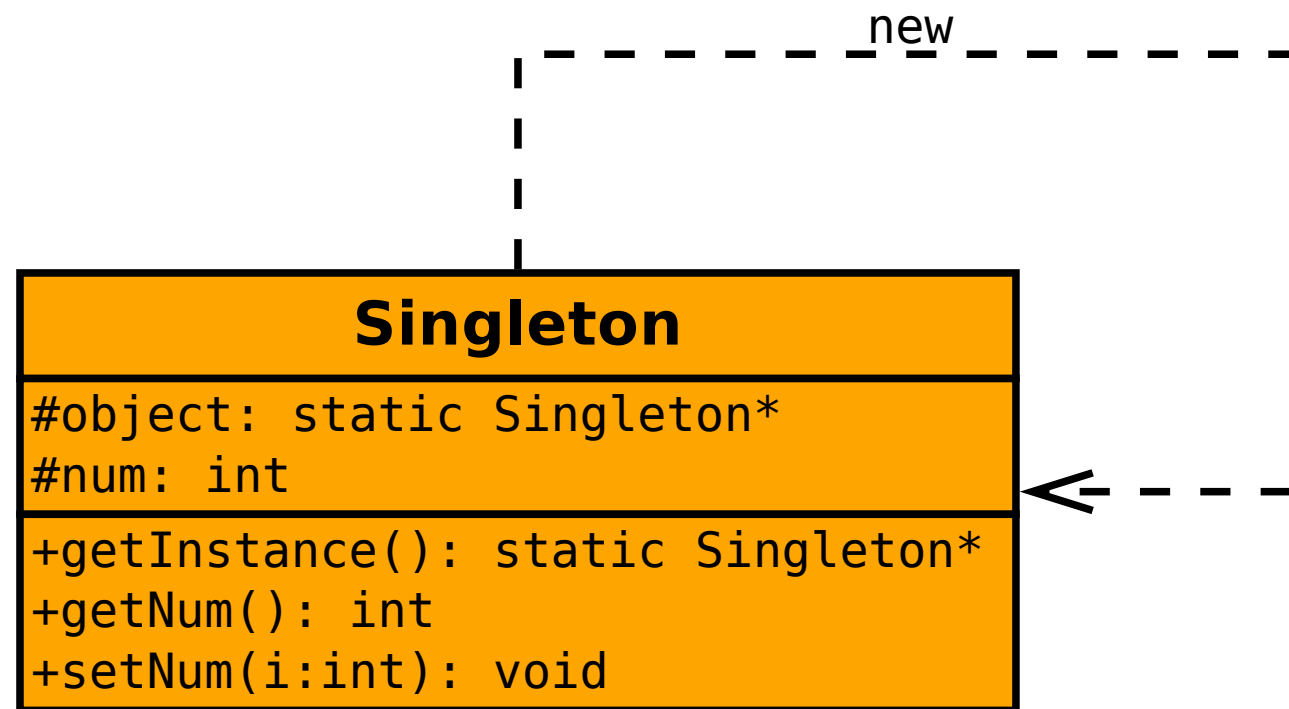 new
Singleton
#object: static Singleton*
#num: int
+getInstance(): static Singleton*
+getNum(): int
+setNum(i:int): void